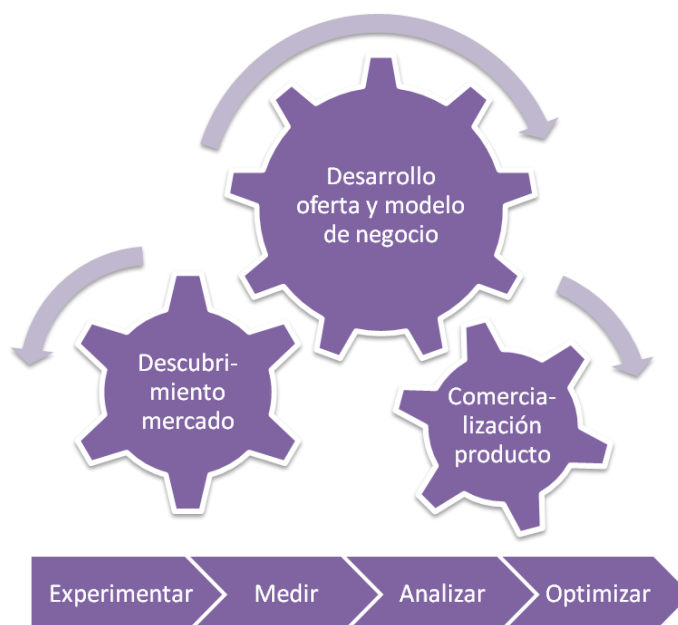 Desarrollo
oferta y modelo
de negocio
Descubri-
miento
mercado
Comercia-
lización
producto
Experimentar
Medir
Analizar
Optimizar